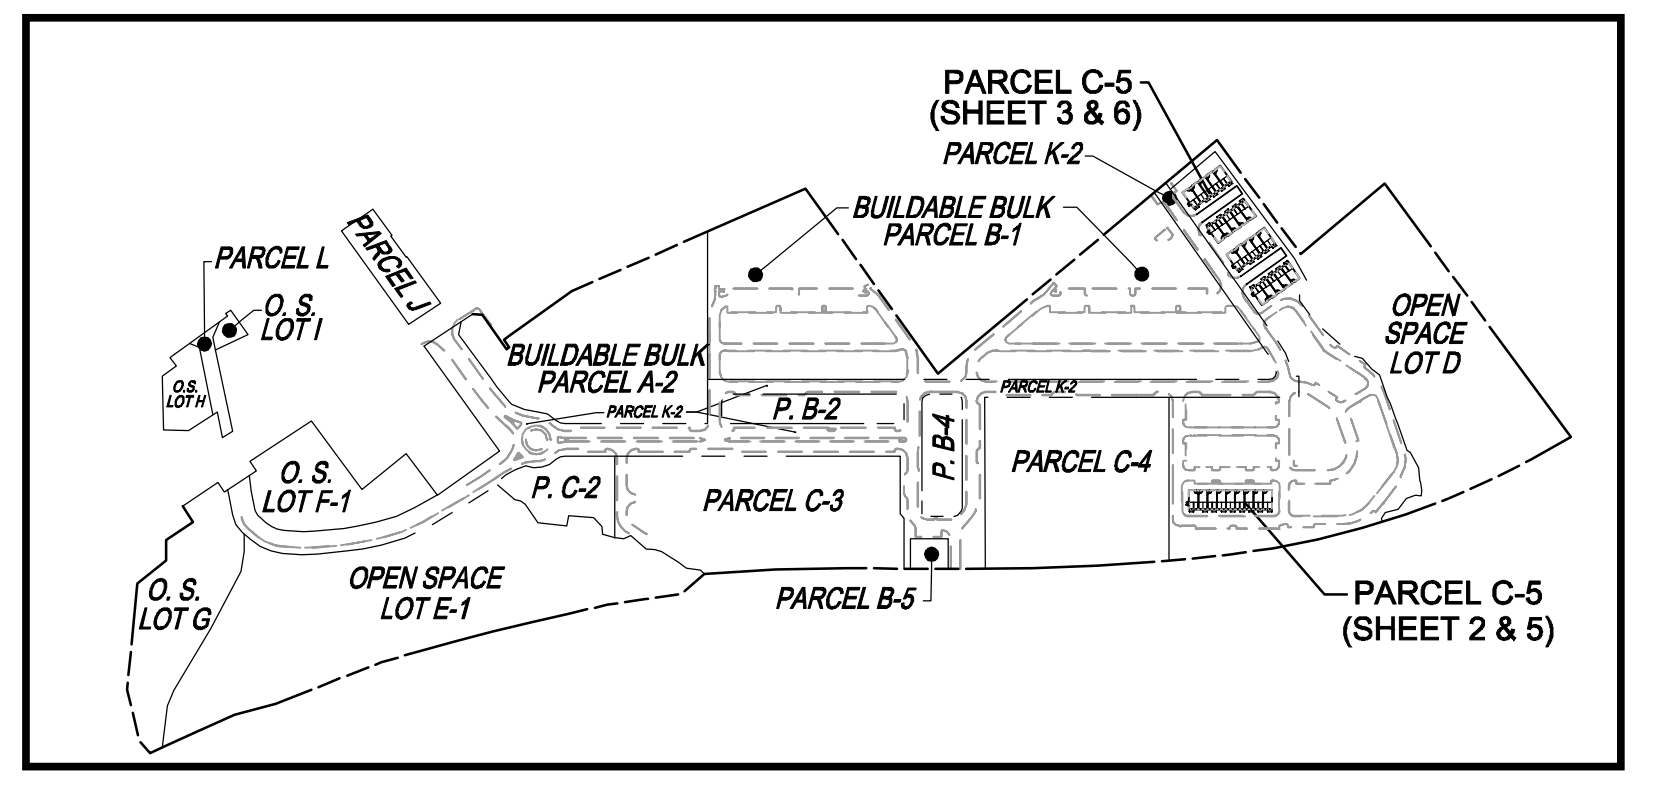 PARCEL C-5
(SHEET 3 & 6)
PARCEL K-2
BUILDABLE BULK
PARCEL B-1
PARCEL J
PARCEL L
O. S.
LOT I
O.S.
LOT H
BUILDABLE BULK
PARCEL A-2
PARCEL K-2
P. B-2
PARCEL K-2
P. B-4
OPEN
SPACE
LOT D
O. S.
LOT F-1
P. C-2
PARCEL C-3
PARCEL C-4
O. S.
LOT G
OPEN SPACE
LOT E-1
PARCEL B-5
PARCEL C-5
(SHEET 2 & 5)